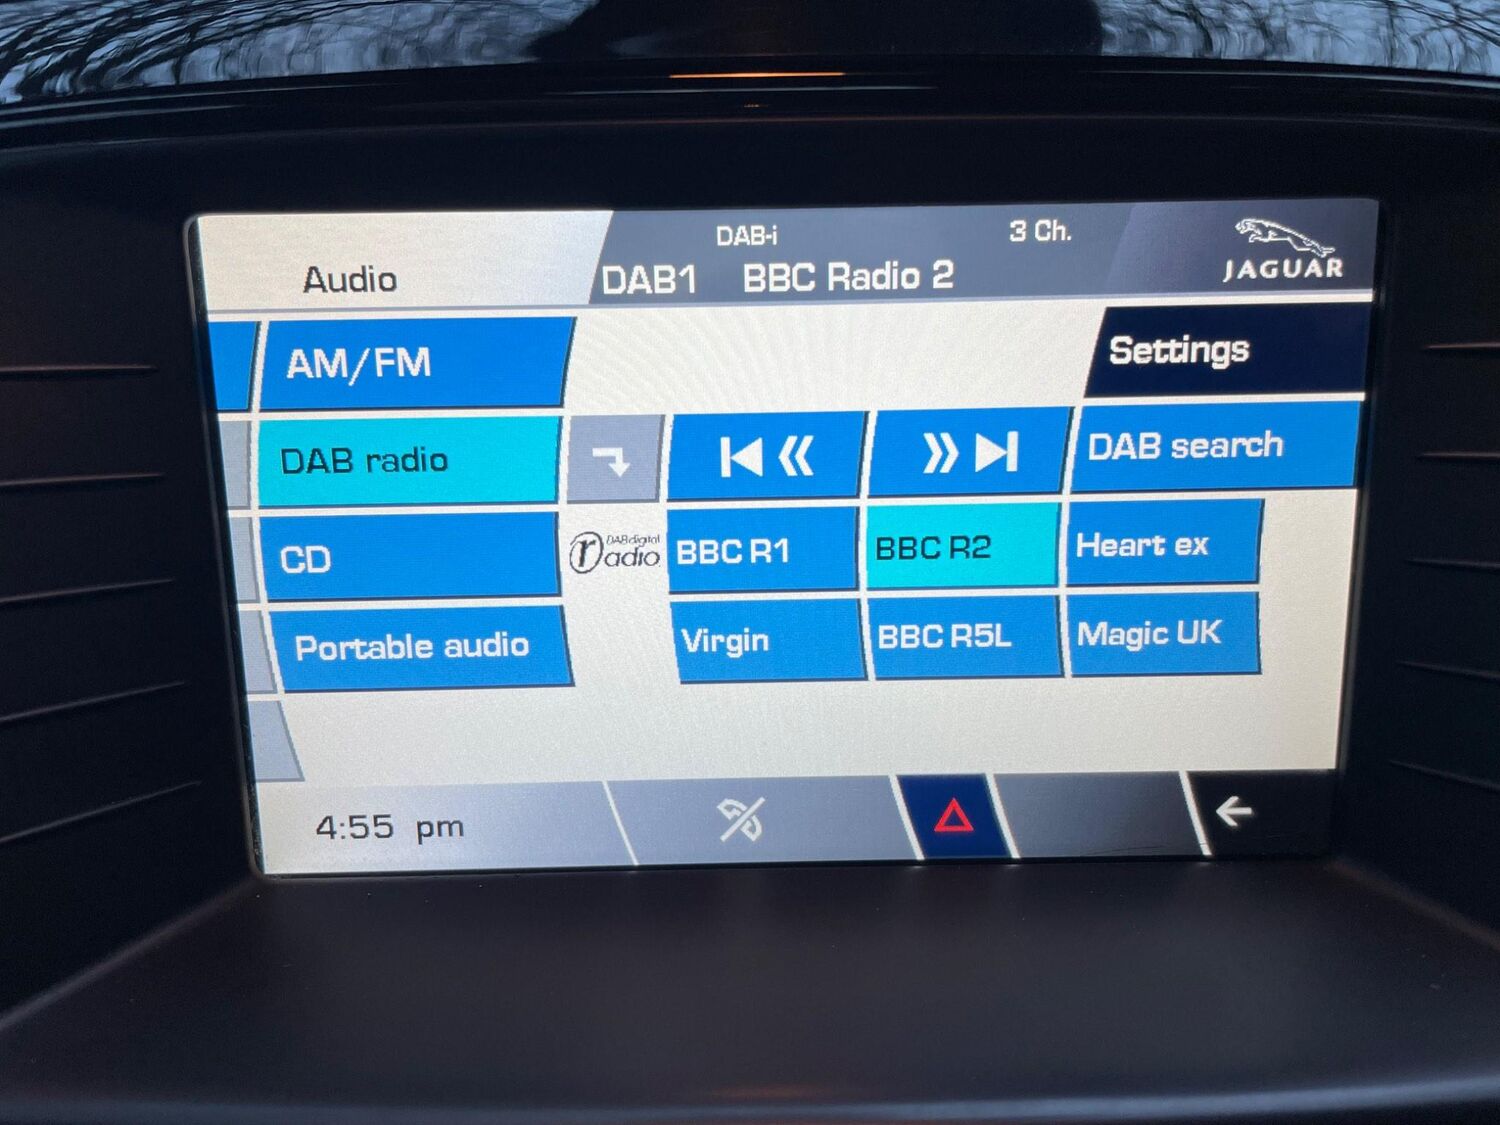 DAB-i 3 Ch.
Audio DAB1 BBC Radio 2 JAGUAR
AM/FM Settings
DAB radio DAB search
CD DAB digital radio BBC R1 BBC R2 Heart ex
Portable audio Virgin BBC R5L Magic UK
4:55 pm